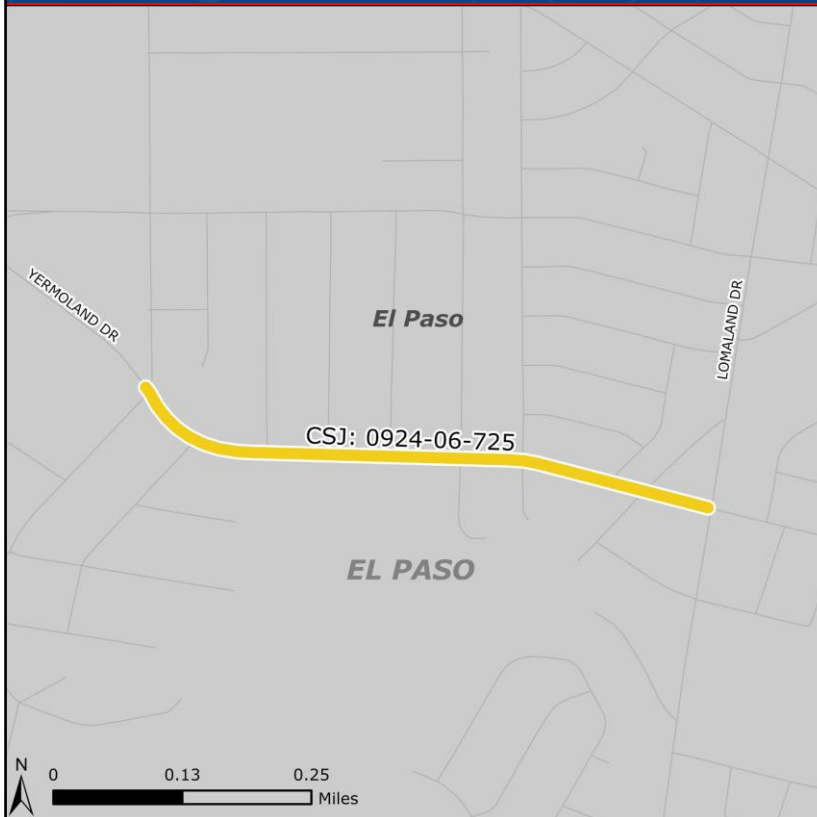 YERMOLAND DR
El Paso
LOMALAND DR
CSJ: 0924-06-725
EL PASO
N
0 0.13 0.25
Miles